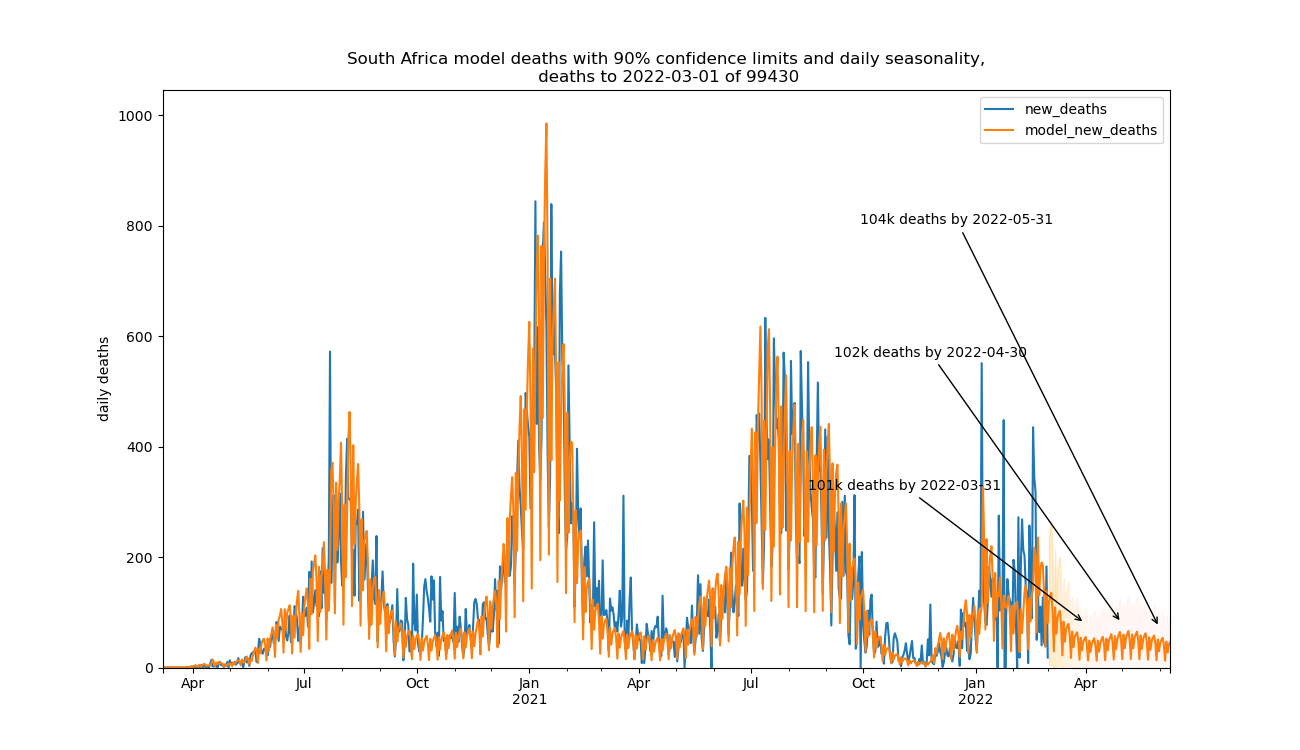 South Africa model deaths with 90% confidence limits and daily seasonality,
deaths to 2022-03-01 of 99430
new_deaths
model_new_deaths
104k deaths by 2022-05-31
102k deaths by 2022-04-30
101k deaths by 2022-03-31
daily deaths
1000
800
600
400
200
0
Apr Jul Oct Jan Apr Jul Oct Jan Apr
2021 2022